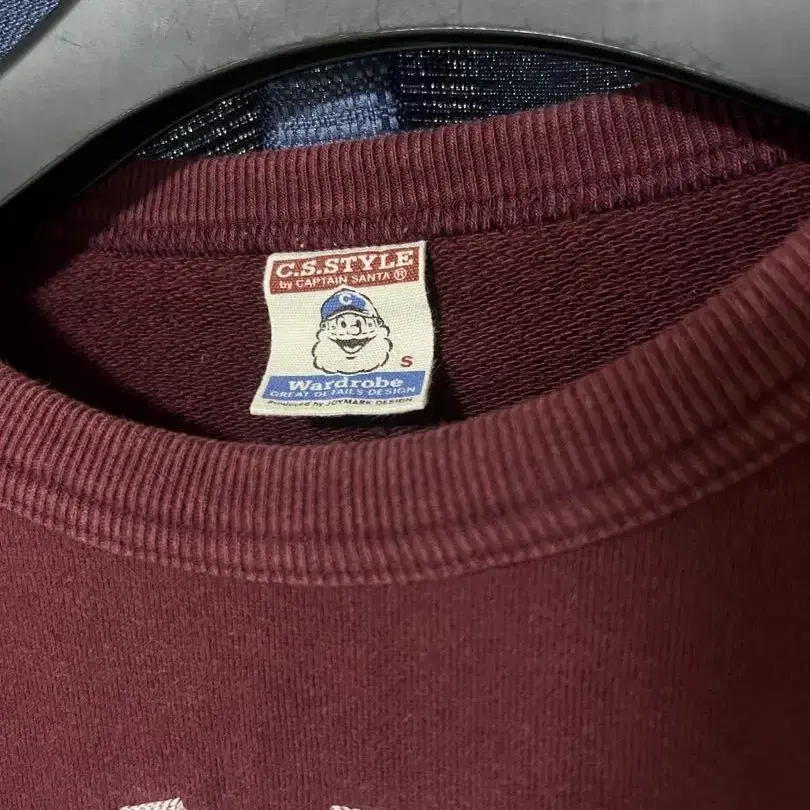 C.S.STYLE
by CAPTAIN SANTA ®
C
S
Wardrobe
GREAT DETAILS DESIGN
Produced by JOYMARK DESIGN